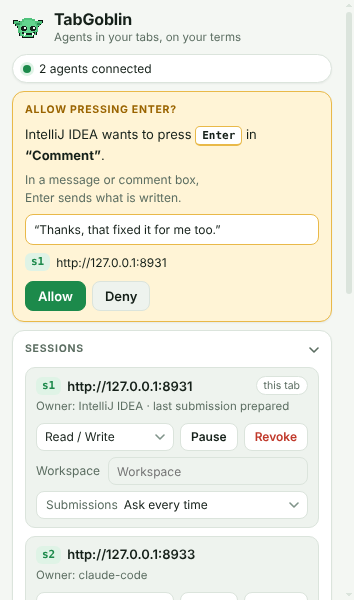 TabGoblin
Agents in your tabs, on your terms
2 agents connected
ALLOW PRESSING ENTER?
IntelliJ IDEA wants to press Enter in
“Comment”.
In a message or comment box,
Enter sends what is written.
“Thanks, that fixed it for me too.”
s1 http://127.0.0.1:8931
Allow Deny
SESSIONS
s1 http://127.0.0.1:8931 this tab
Owner: IntelliJ IDEA · last submission prepared
Read / Write Pause Revoke
Workspace Workspace
Submissions Ask every time
s2 http://127.0.0.1:8933
Owner: claude-code